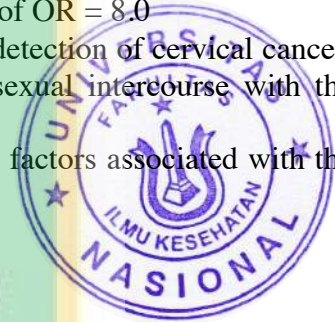 of OR = 8.0
detection of cervical cance
sexual intercourse with th
factors associated with th
UNIVERSITAS
FAKULTAS
ILMU KESEHATAN
NASIONAL